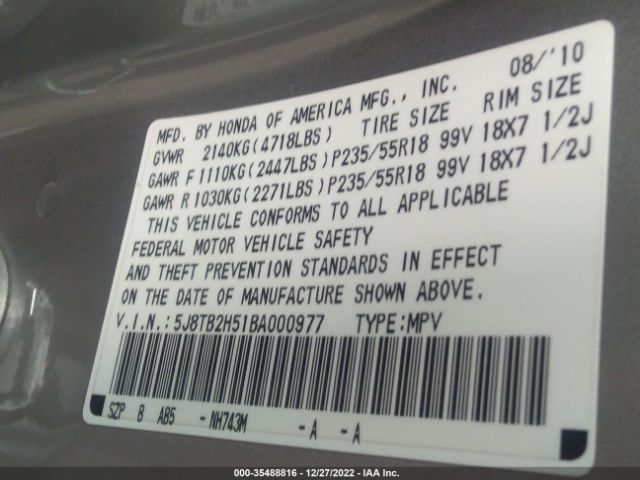 MFD. BY HONDA OF AMERICA MFG., INC. 08/'10
GVWR 2140KG(4718LBS) TIRE SIZE RIM SIZE
GAWR F1110KG(2447LBS)P235/55R18 99V 18X7 1/2J
GAWR R1030KG(2271LBS)P235/55R18 99V 18X7 1/2J
THIS VEHICLE CONFORMS TO ALL APPLICABLE
FEDERAL MOTOR VEHICLE SAFETY
AND THEFT PREVENTION STANDARDS IN EFFECT
ON THE DATE OF MANUFACTURE SHOWN ABOVE.
V.I.N.:5J8TB2H51BA000977 TYPE:MPV
SZP B AB5 -NH743M -A -A
000-35488816 - 12/27/2022 - IAA Inc.